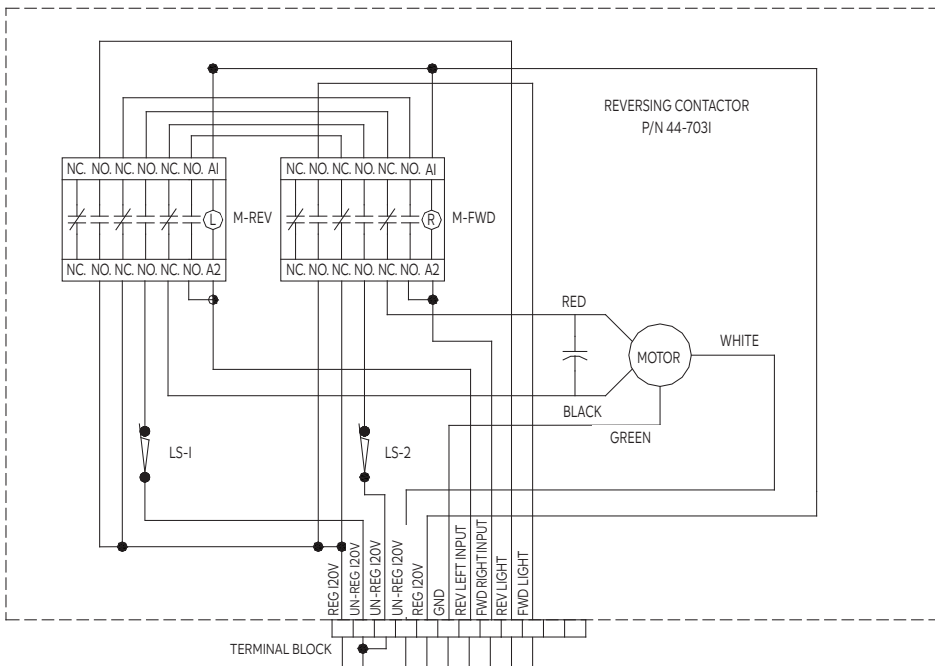 REVERSING CONTACTOR
P/N 44-703I
NC. NO. NC. NO. NC. NO. A1
L
M-REV
NC. NO. NC. NO. NC. NO. A2
NC. NO. NC. NO. NC. NO. A1
R
M-FWD
NC. NO. NC. NO. NC. NO. A2
RED
MOTOR
WHITE
BLACK
GREEN
LS-I
LS-2
REG I20V
UN-REG I20V
UN-REG I20V
UN-REG I20V
REG I20V
GND
REV LEFT INPUT
FWD RIGHT INPUT
REV LIGHT
FWD LIGHT
TERMINAL BLOCK